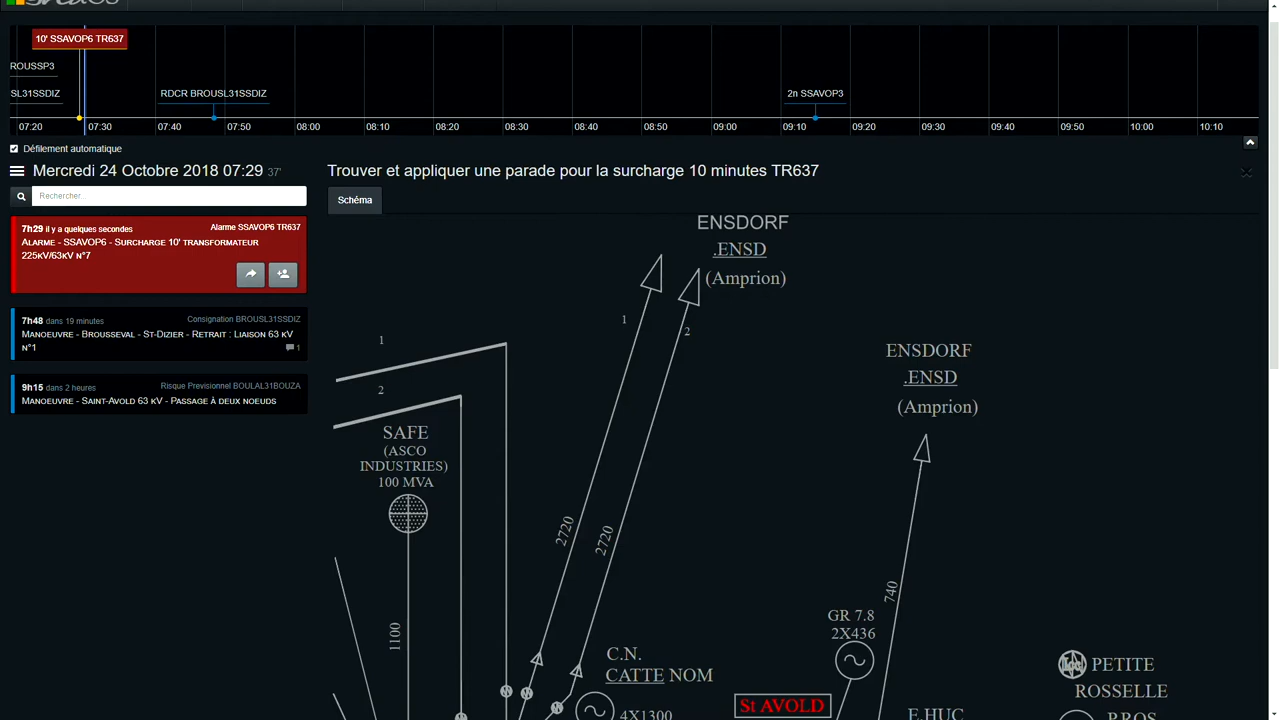 10' SSAVOP6 TR637
ROUSSP3
SL31SSDIZ
RDCR BROUSL31SSDIZ
2n SSAVOP3
07:20 07:30 07:40 07:50 08:00 08:10 08:20 08:30 08:40 08:50 09:00 09:10 09:20 09:30 09:40 09:50 10:00 10:10
Défilement automatique
Mercredi 24 Octobre 2018 07:29 37'
Rechercher...
7h29 il y a quelques secondes Alarme SSAVOP6 TR637
Alarme - SSAVOP6 - Surcharge 10' transformateur
225kV/63kV n°7
7h48 dans 19 minutes Consignation BROUSL31SSDIZ
Manoeuvre - Brousseval - St-Dizier - Retrait : Liaison 63 kV
n°1
1
9h15 dans 2 heures Risque Previsionnel BOULAL31BOUZA
Manoeuvre - Saint-Avold 63 kV - Passage à deux noeuds
Trouver et appliquer une parade pour la surcharge 10 minutes TR637
Schéma
ENSDORF
.ENSD
(Amprion)
1
2
1
2
ENSDORF
.ENSD
(Amprion)
SAFE
(ASCO
INDUSTRIES)
100 MVA
2720
2720
740
1100
GR 7.8
2X436
C.N.
CATTE NOM
4X1300
St AVOLD
PETITE
ROSSELLE
E.HUC
P.ROS